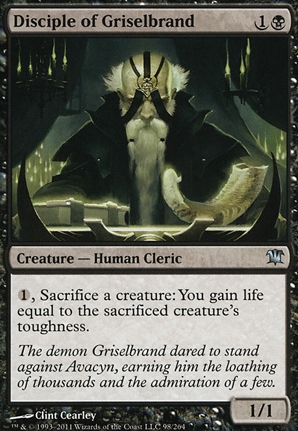 Disciple of Griselbrand 1
Creature — Human Cleric
1, Sacrifice a creature: You gain life
equal to the sacrificed creature's
toughness.
The demon Griselbrand dared to stand
against Avacyn, earning him the loathing
of thousands and the admiration of a few.
Clint Cearley
™ & © 1993-2011 Wizards of the Coast LLC 98/264
1/1